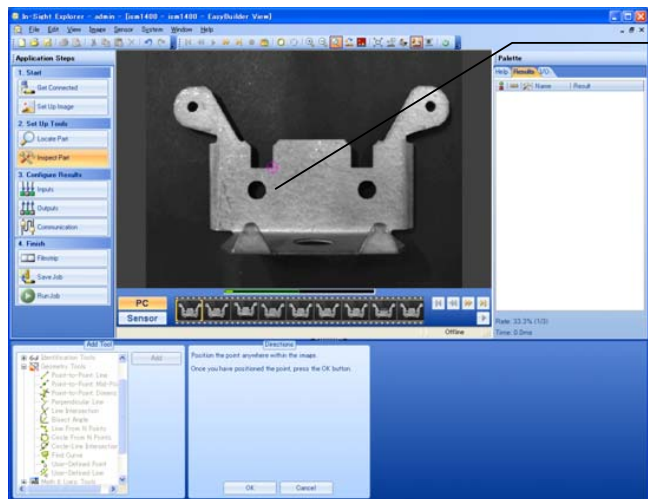 In-Sight Explorer - admin - [ism1400 - ism1400 - EasyBuilder View]
File Edit View Image Sensor System Window Help
Application Steps
1. Start
Get Connected
Set Up Image
2. Set Up Tools
Locate Part
Inspect Part
3. Configure Results
Inputs
Outputs
Communication
4. Finish
Filmstrip
Save Job
Run Job
PC
Sensor
Offline
Palette
Help Results I/O
Name Result
Rate: 33.3% (1/3)
Time: 0.0ms
Add Tool
Identification Tools
Geometry Tools
Point-to-Point Line
Point-to-Point Mid-Po
Point-to-Point Dimens
Perpendicular Line
Line Intersection
Bisect Angle
Line From N Points
Circle From N Points
Circle-Line Intersection
Find Curve
User-Defined Point
User-Defined Line
Math & Logic Tools
Add
Directions
Position the point anywhere within the image.
Once you have positioned the point, press the OK button.
OK Cancel